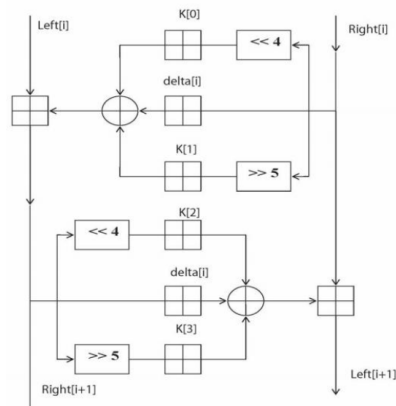 Left[i]
K[0]
Right[i]
<< 4
delta[i]
K[1]
>> 5
K[2]
<< 4
delta[i]
K[3]
>> 5
Left[i+1]
Right[i+1]